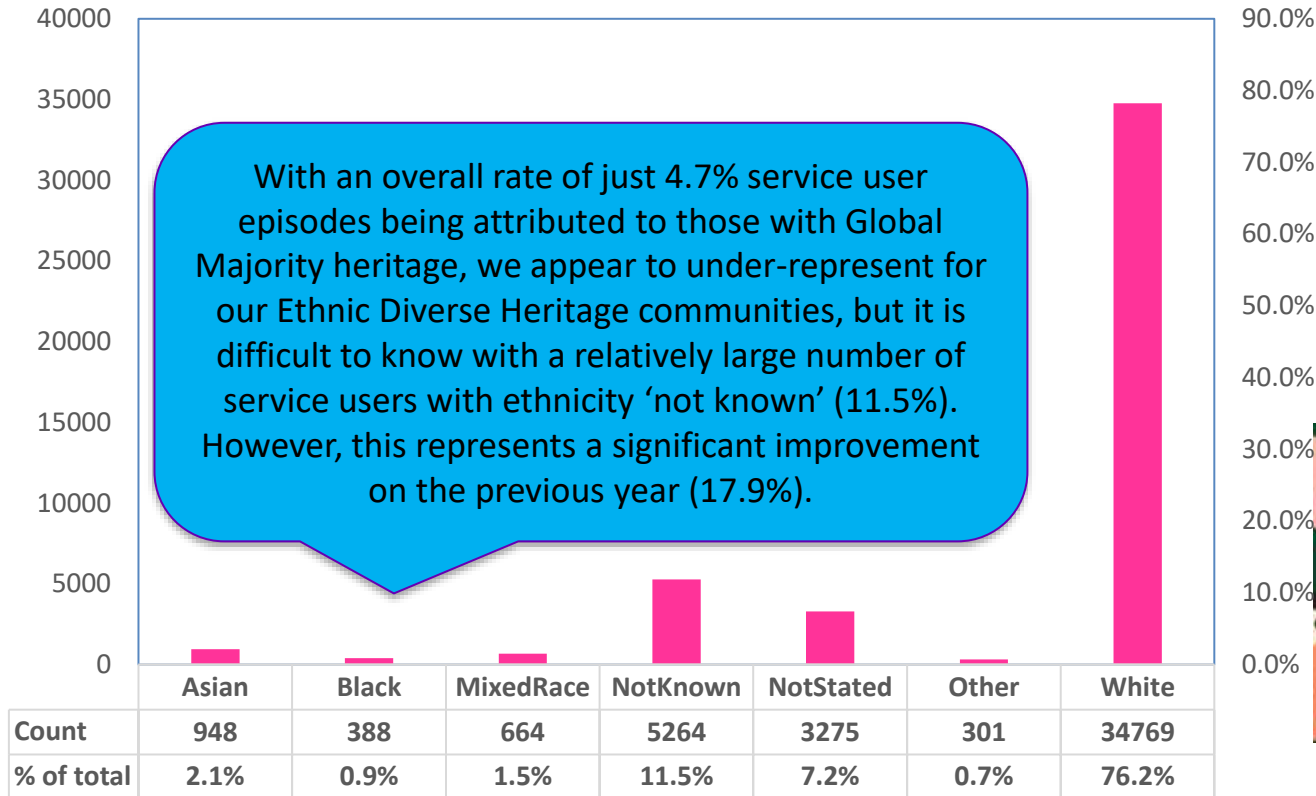 40000
35000
30000
25000
20000
15000
10000
5000
0
90.0%
80.0%
70.0%
60.0%
50.0%
40.0%
30.0%
20.0%
10.0%
0.0%
With an overall rate of just 4.7% service user
episodes being attributed to those with Global
Majority heritage, we appear to under-represent for
our Ethnic Diverse Heritage communities, but it is
difficult to know with a relatively large number of
service users with ethnicity ‘not known’ (11.5%).
However, this represents a significant improvement
on the previous year (17.9%).
Asian Black MixedRace NotKnown NotStated Other White
Count 948 388 664 5264 3275 301 34769
% of total 2.1% 0.9% 1.5% 11.5% 7.2% 0.7% 76.2%